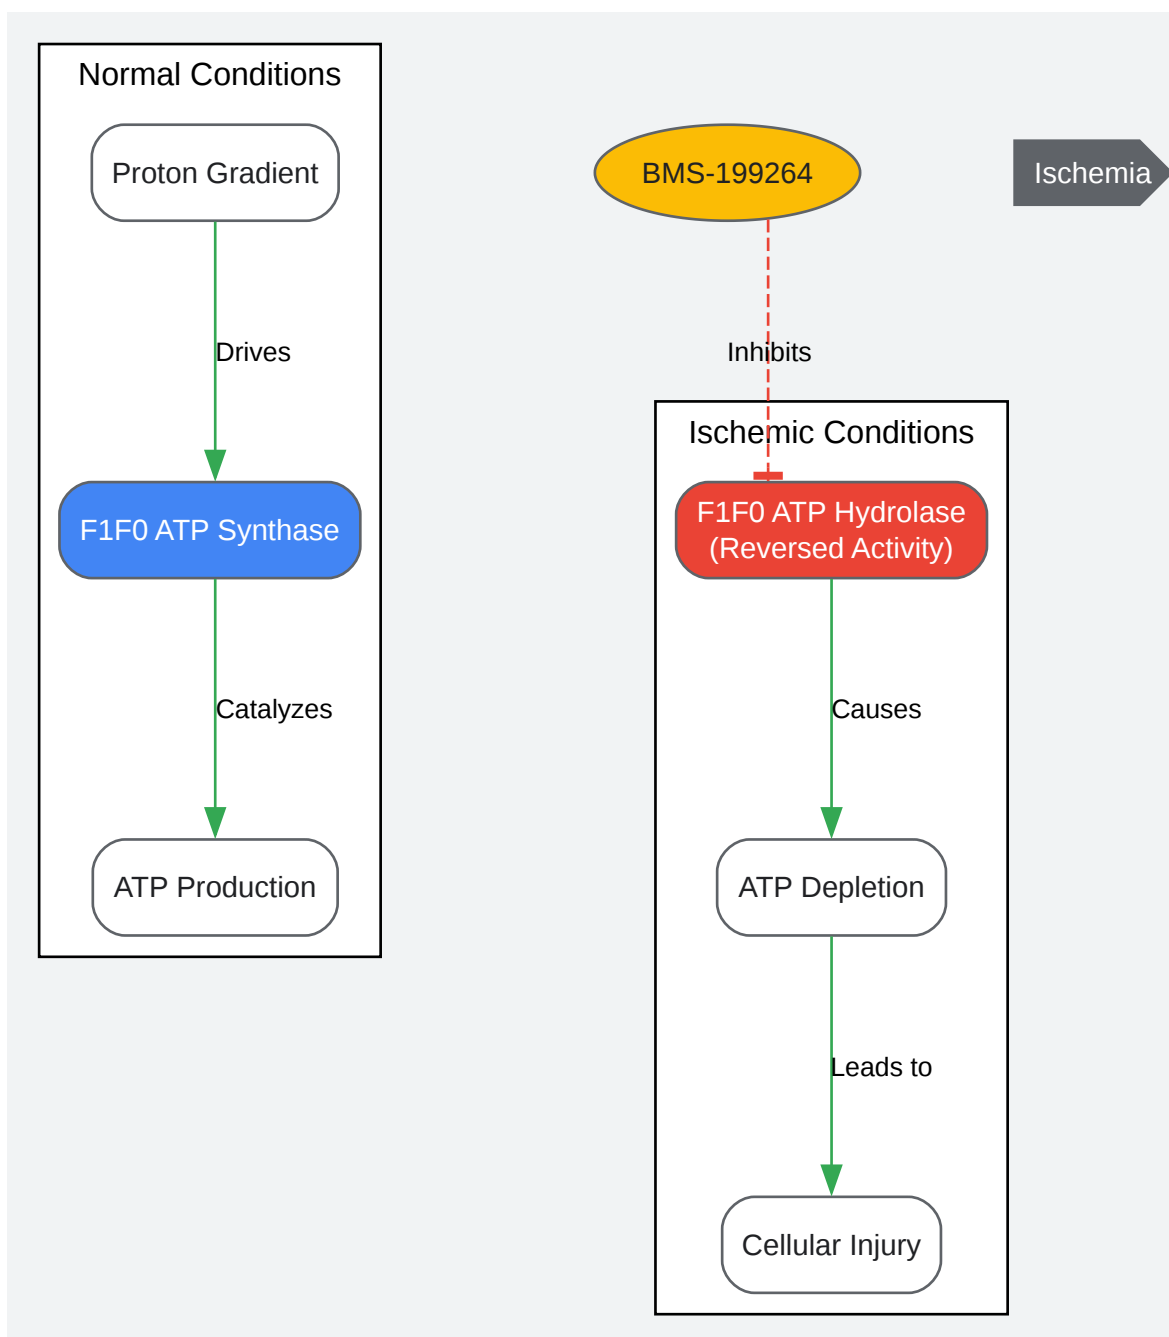 Normal Conditions
Proton Gradient
Drives
F1F0 ATP Synthase
Catalyzes
ATP Production
BMS-199264
Inhibits
Ischemia
Ischemic Conditions
F1F0 ATP Hydrolase
(Reversed Activity)
Causes
ATP Depletion
Leads to
Cellular Injury